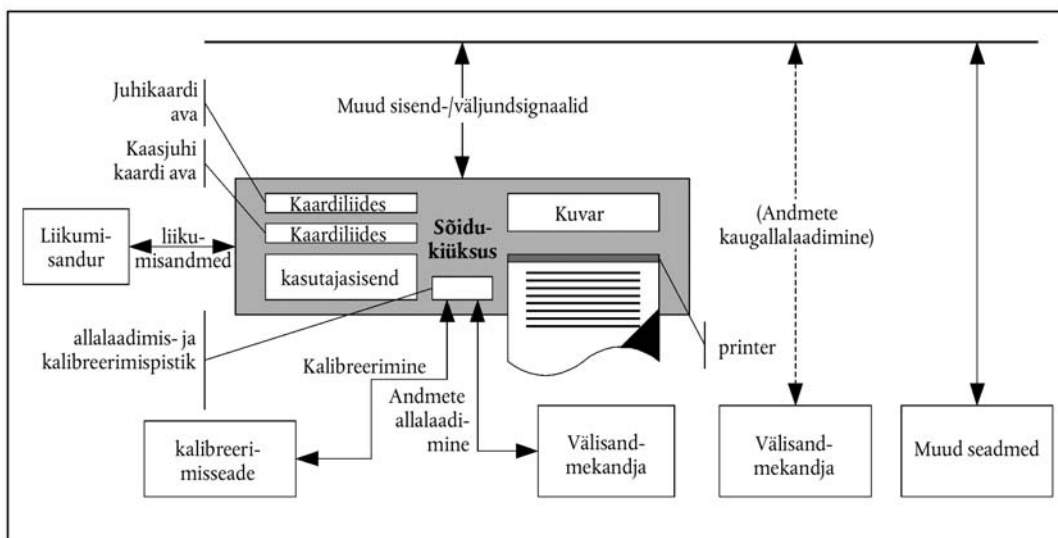 Juhikaardi
ava
Muud sisend-/väljundsignaalid
Kaasjuhi
kaardi ava
Kaardiliides
Kaardiliides
kasutajasisend
Sõidu-
kiüksus
Kuvar
(Andmete
kaugallalaadimine)
Liikumi-
sandur
liiku-
misandmed
allalaadimis- ja
kalibreerimispistik
printer
Kalibreerimine
Andmete
allalaadi-
mine
kalibreeri-
misseade
Välisand-
mekandja
Välisand-
mekandja
Muud seadmed